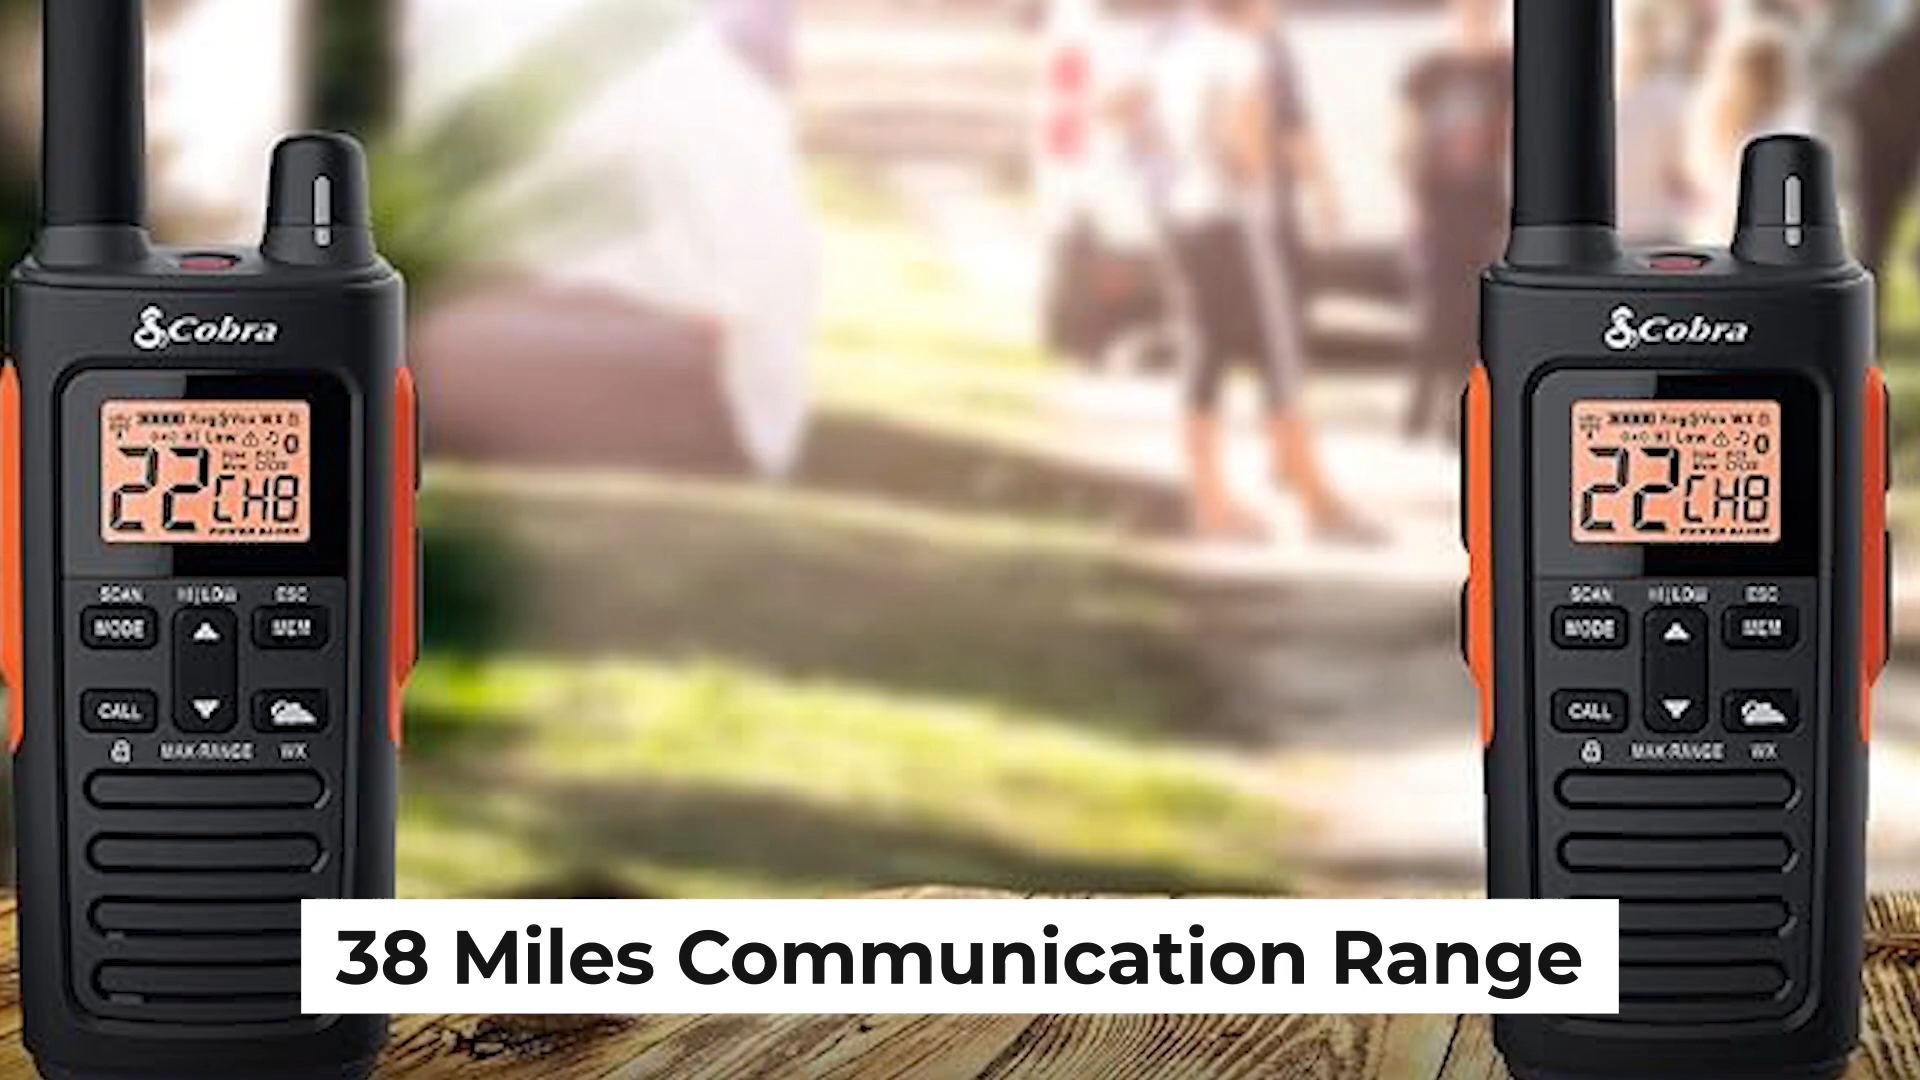 Cobra
22 CH8
SCAN HI|LOW ESC
MODE MEM
CALL
MAX-RANGE WX
Cobra
22 CH8
SCAN HI|LOW ESC
MODE MEM
CALL
MAX-RANGE WX
38 Miles Communication Range